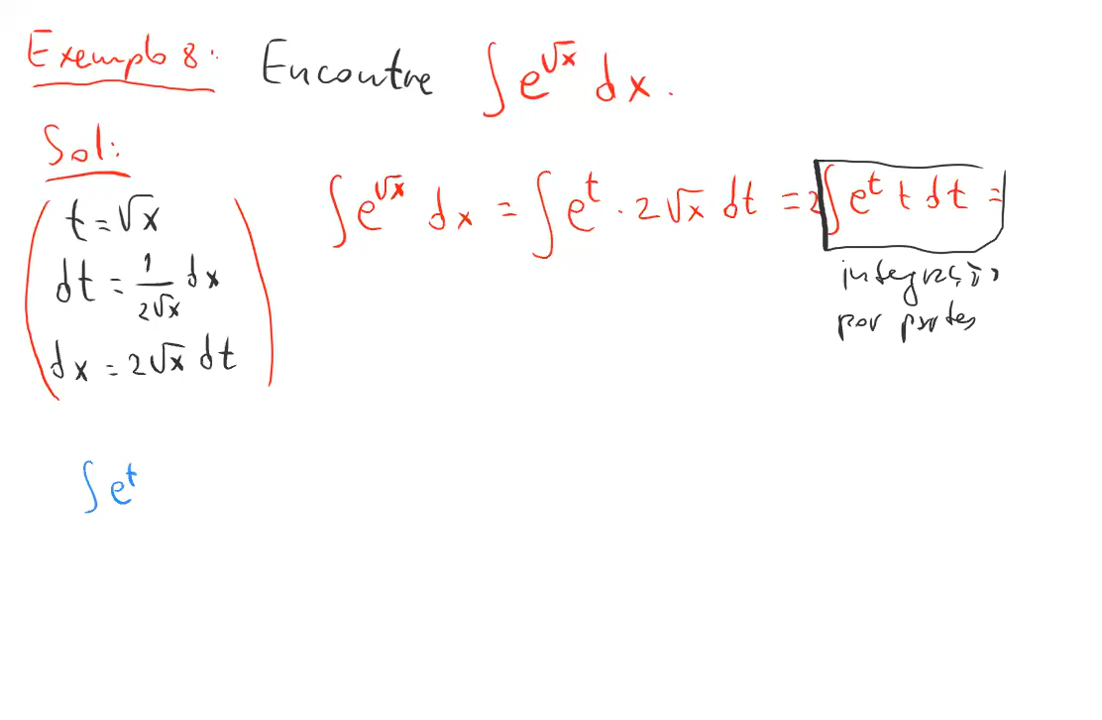 Exemplo 8: Encontre ∫e^√x dx.
Sol:
t = √x
dt = 1/2√x dx
dx = 2√x dt
∫e^√x dx = ∫e^t · 2√x dt = 2∫e^t t dt =
integração
por partes
∫e^t